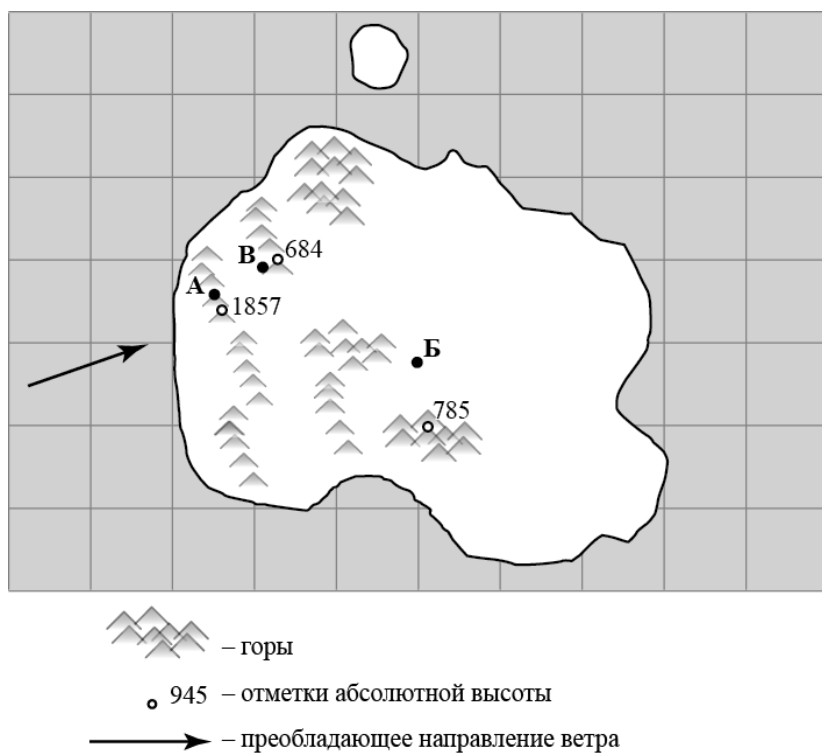 В
684
А
1857
Б
785
– горы
945 – отметки абсолютной высоты
– преобладающее направление ветра